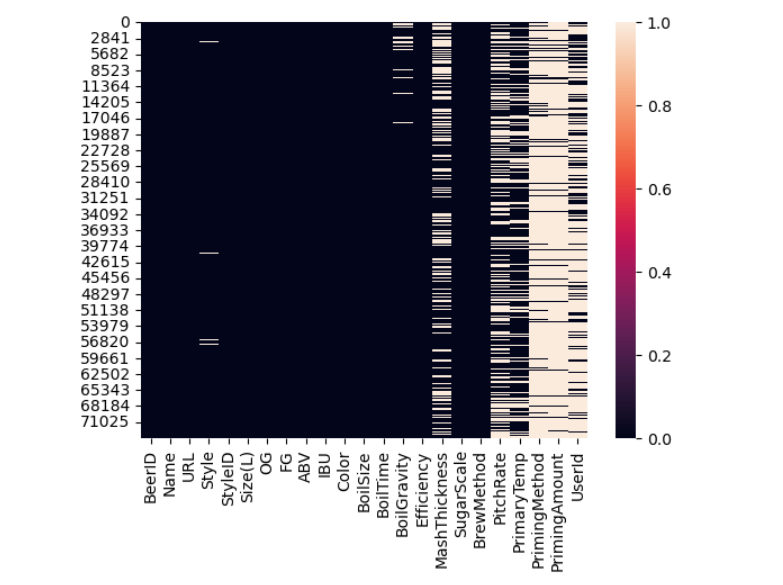 0
2841
5682
8523
11364
14205
17046
19887
22728
25569
28410
31251
34092
36933
39774
42615
45456
48297
51138
53979
56820
59661
62502
65343
68184
71025
BeerID
Name
URL
Style
StyleID
Size(L)
OG
FG
ABV
IBU
Color
BoilSize
BoilTime
BoilGravity
Efficiency
MashThickness
SugarScale
BrewMethod
PitchRate
PrimaryTemp
PrimingMethod
PrimingAmount
UserId
1.0
0.8
0.6
0.4
0.2
0.0